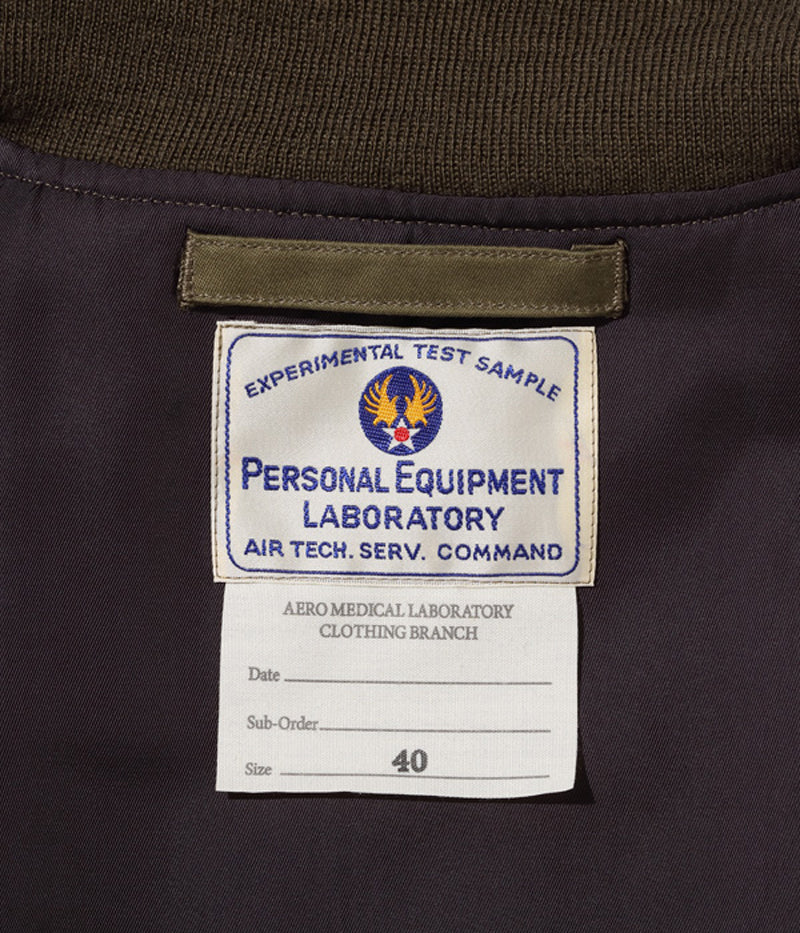 EXPERIMENTAL TEST SAMPLE
PERSONAL EQUIPMENT
LABORATORY
AIR TECH. SERV. COMMAND
AERO MEDICAL LABORATORY
CLOTHING BRANCH
Date
Sub-Order
Size 40